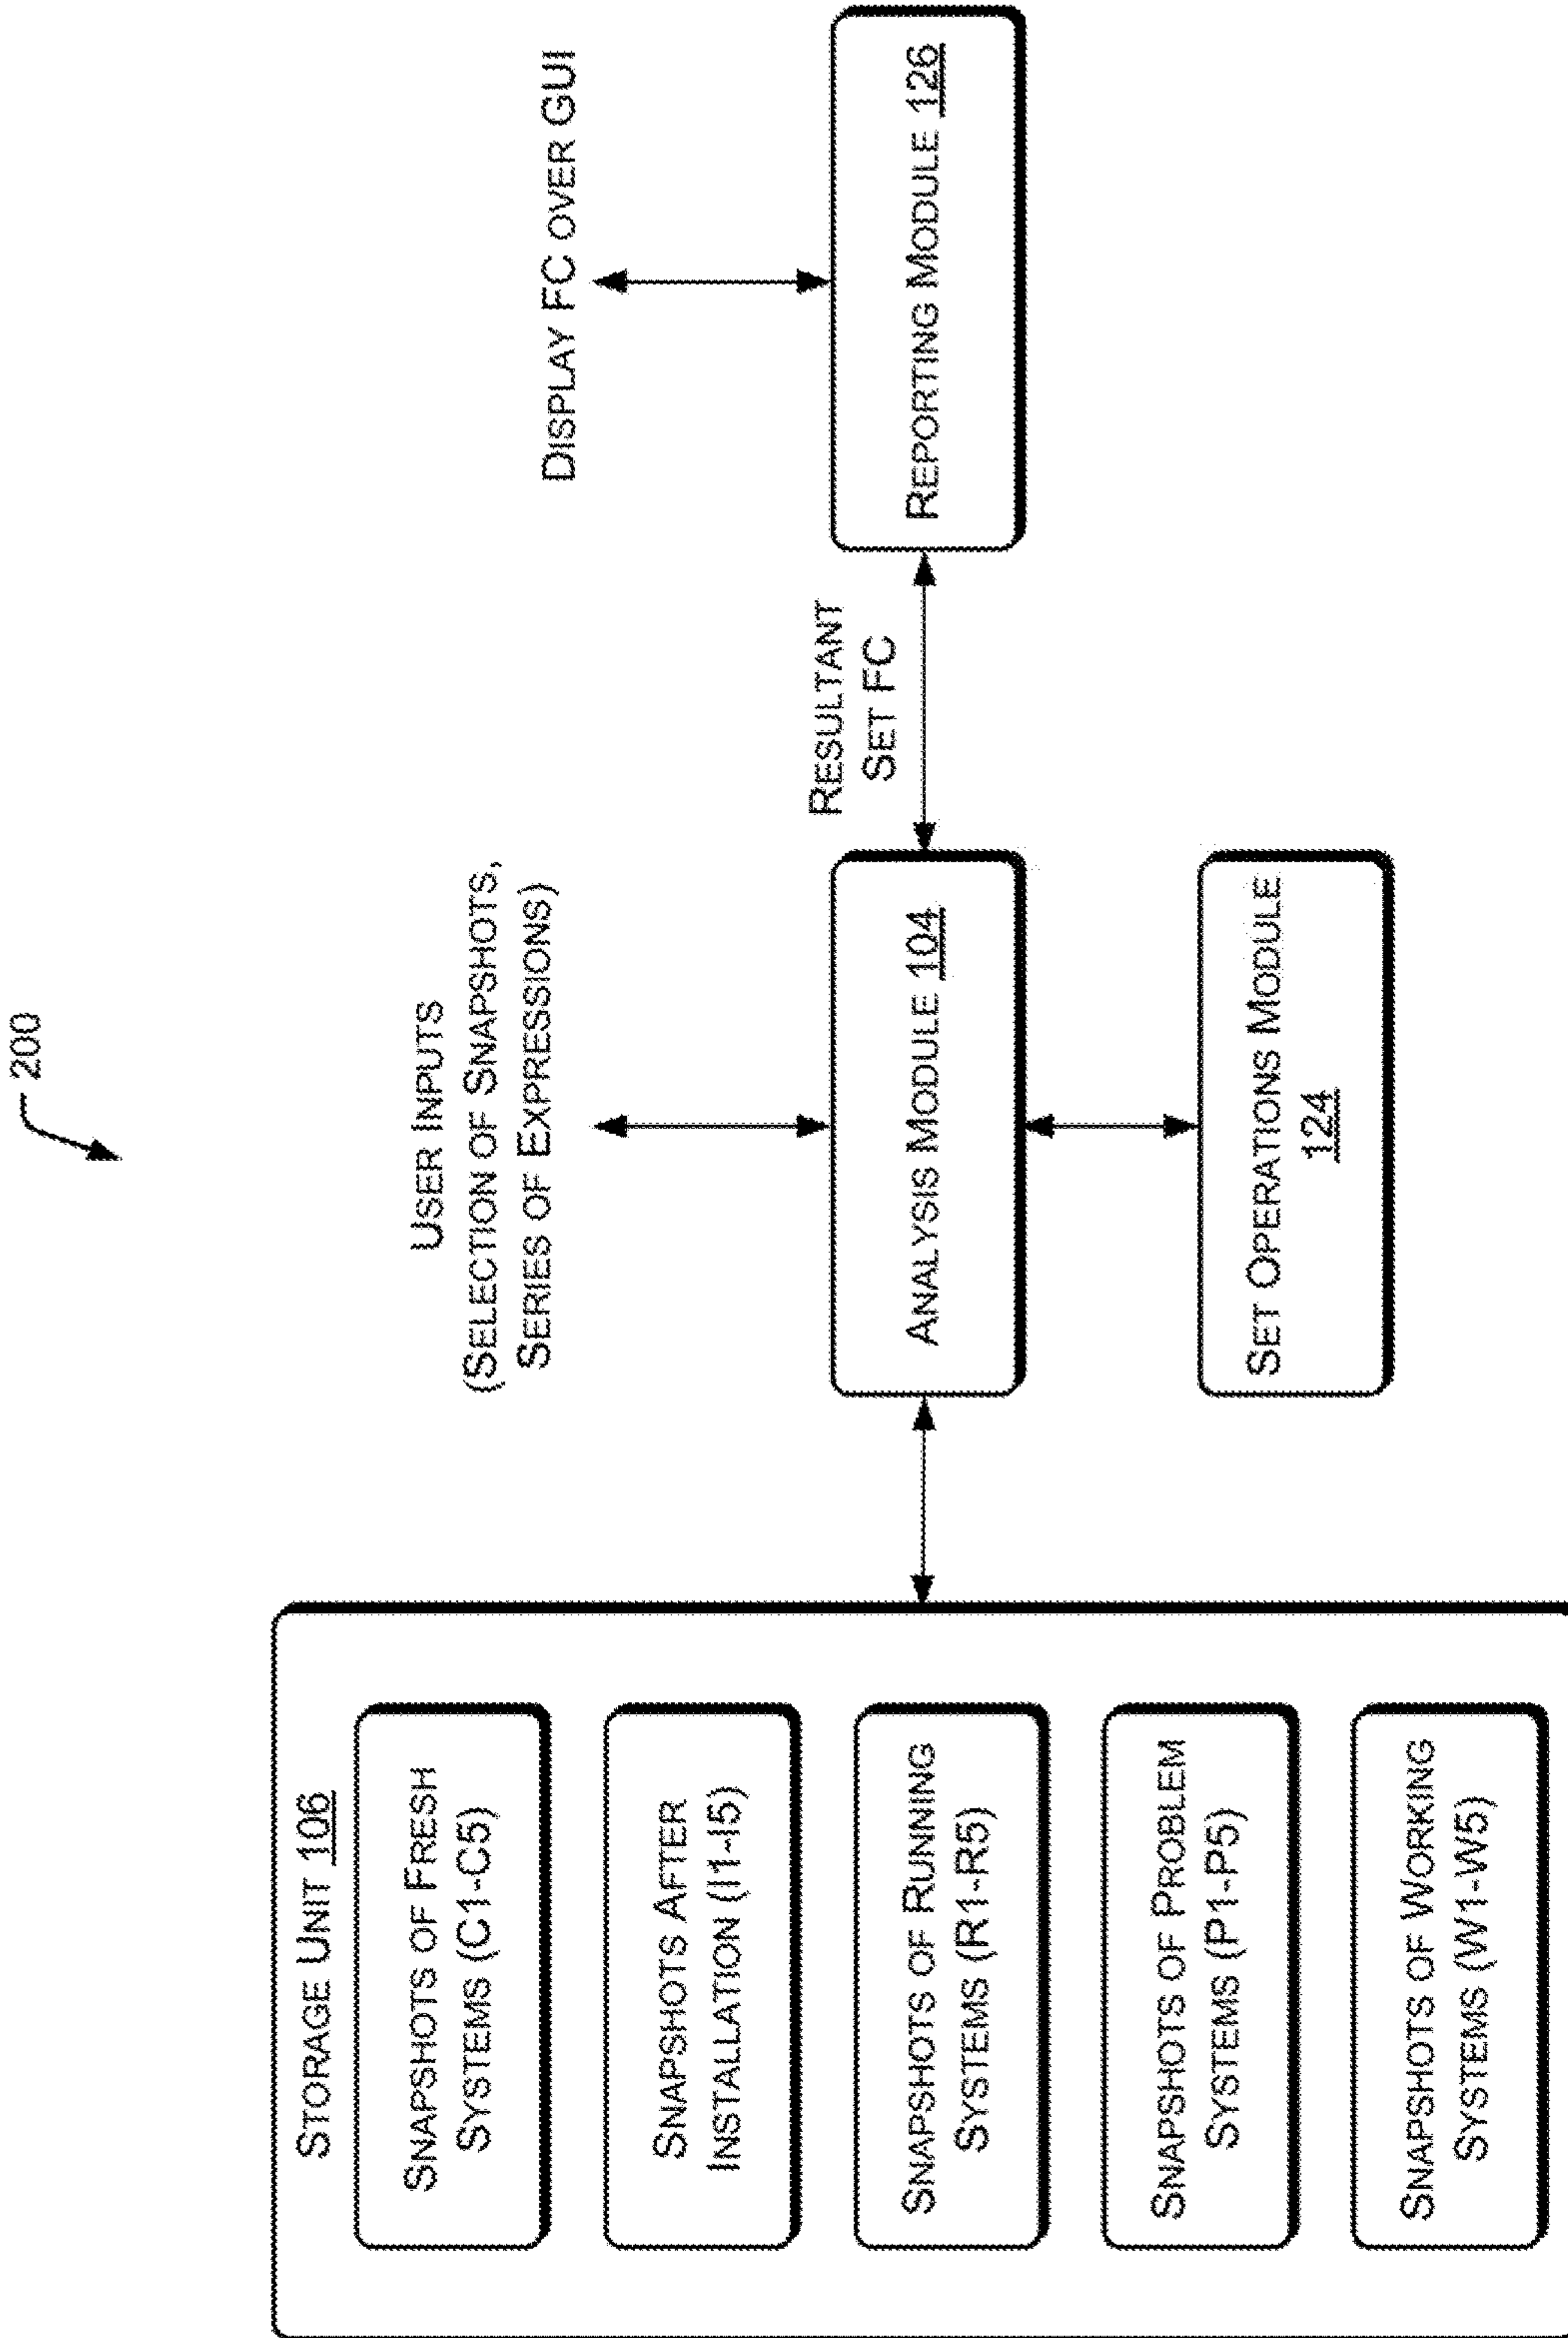 200
STORAGE UNIT 106
SNAPSHOTS OF FRESH
SYSTEMS (C1-C5)
SNAPSHOTS AFTER
INSTALLATION (I1-I5)
SNAPSHOTS OF RUNNING
SYSTEMS (R1-R5)
SNAPSHOTS OF PROBLEM
SYSTEMS (P1-P5)
SNAPSHOTS OF WORKING
SYSTEMS (W1-W5)
USER INPUTS
(SELECTION OF SNAPSHOTS,
SERIES OF EXPRESSIONS)
ANALYSIS MODULE 104
SET OPERATIONS MODULE
124
RESULTANT
SET FC
DISPLAY FC OVER GUI
REPORTING MODULE 126